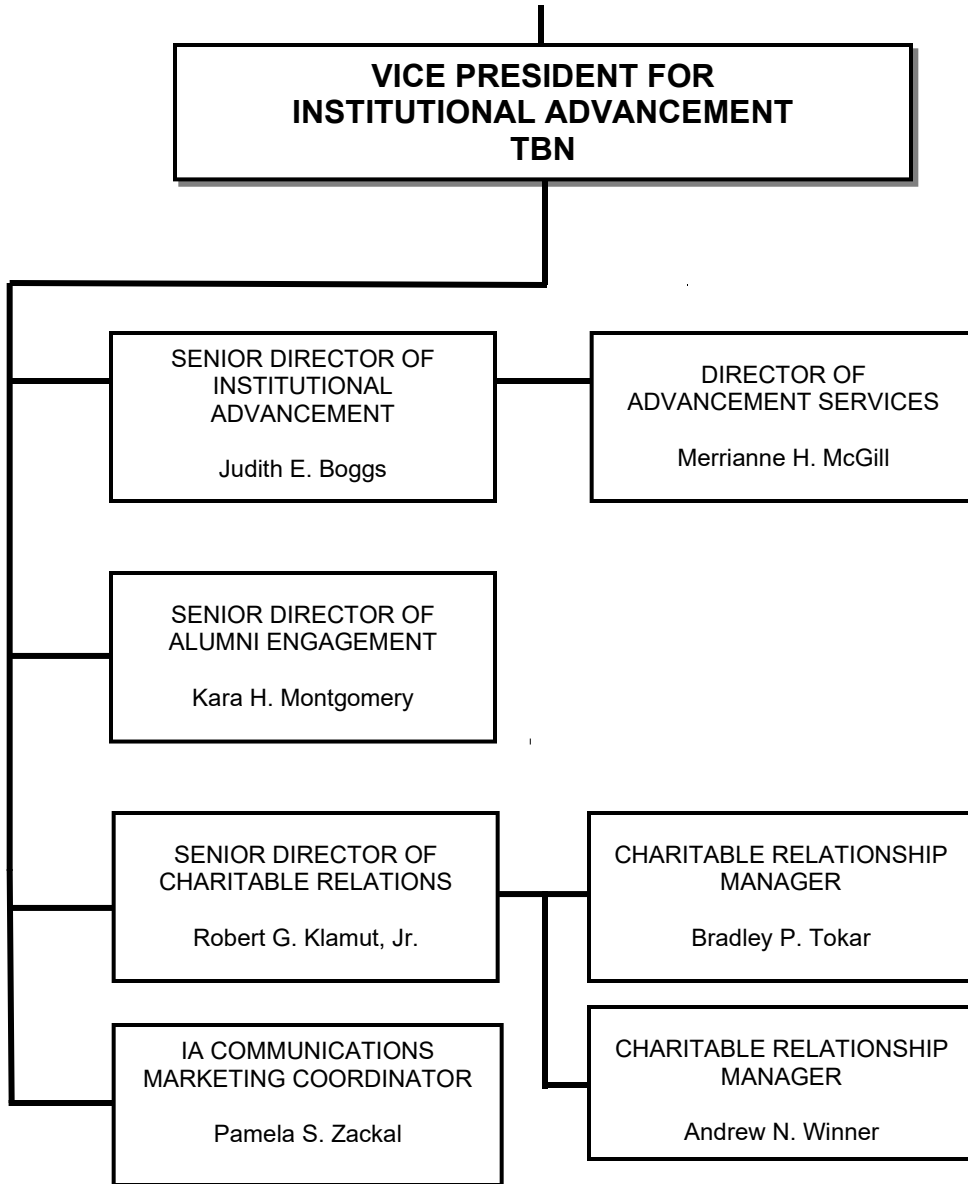 VICE PRESIDENT FOR
INSTITUTIONAL ADVANCEMENT
TBN
SENIOR DIRECTOR OF
INSTITUTIONAL
ADVANCEMENT
Judith E. Boggs
DIRECTOR OF
ADVANCEMENT SERVICES
Merrianne H. McGill
SENIOR DIRECTOR OF
ALUMNI ENGAGEMENT
Kara H. Montgomery
SENIOR DIRECTOR OF
CHARITABLE RELATIONS
Robert G. Klamut, Jr.
CHARITABLE RELATIONSHIP
MANAGER
Bradley P. Tokar
IA COMMUNICATIONS
MARKETING COORDINATOR
Pamela S. Zackal
CHARITABLE RELATIONSHIP
MANAGER
Andrew N. Winner